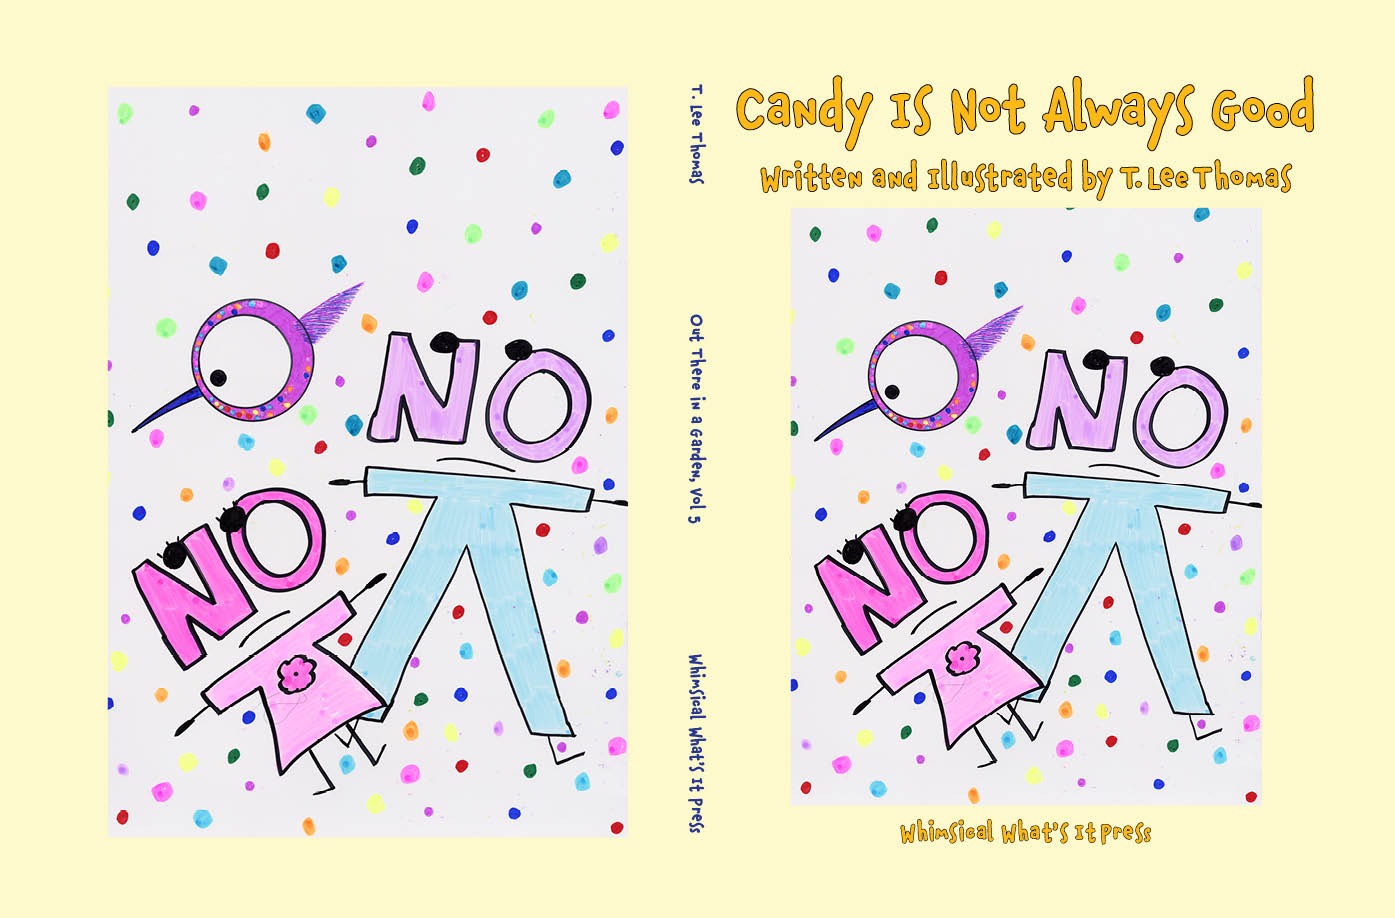 NO
NO
T. Lee Thomas
Out There in a Garden, Vol 5
Whimsical What's It Press
Candy Is Not Always Good
Written and Illustrated by T. Lee Thomas
NO
NO
Whimsical What's It Press